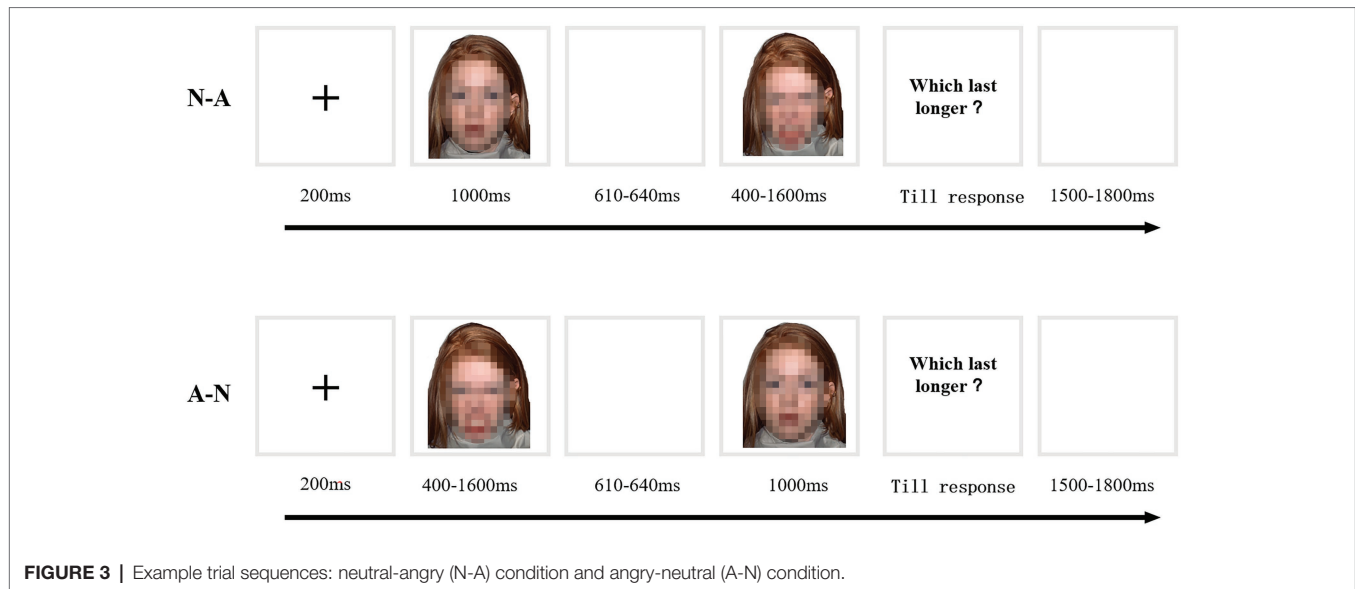 N-A
+
Which last
longer ?
200ms 1000ms 610-640ms 400-1600ms Till response 1500-1800ms
A-N
+
Which last
longer ?
200ms 400-1600ms 610-640ms 1000ms Till response 1500-1800ms
FIGURE 3 | Example trial sequences: neutral-angry (N-A) condition and angry-neutral (A-N) condition.